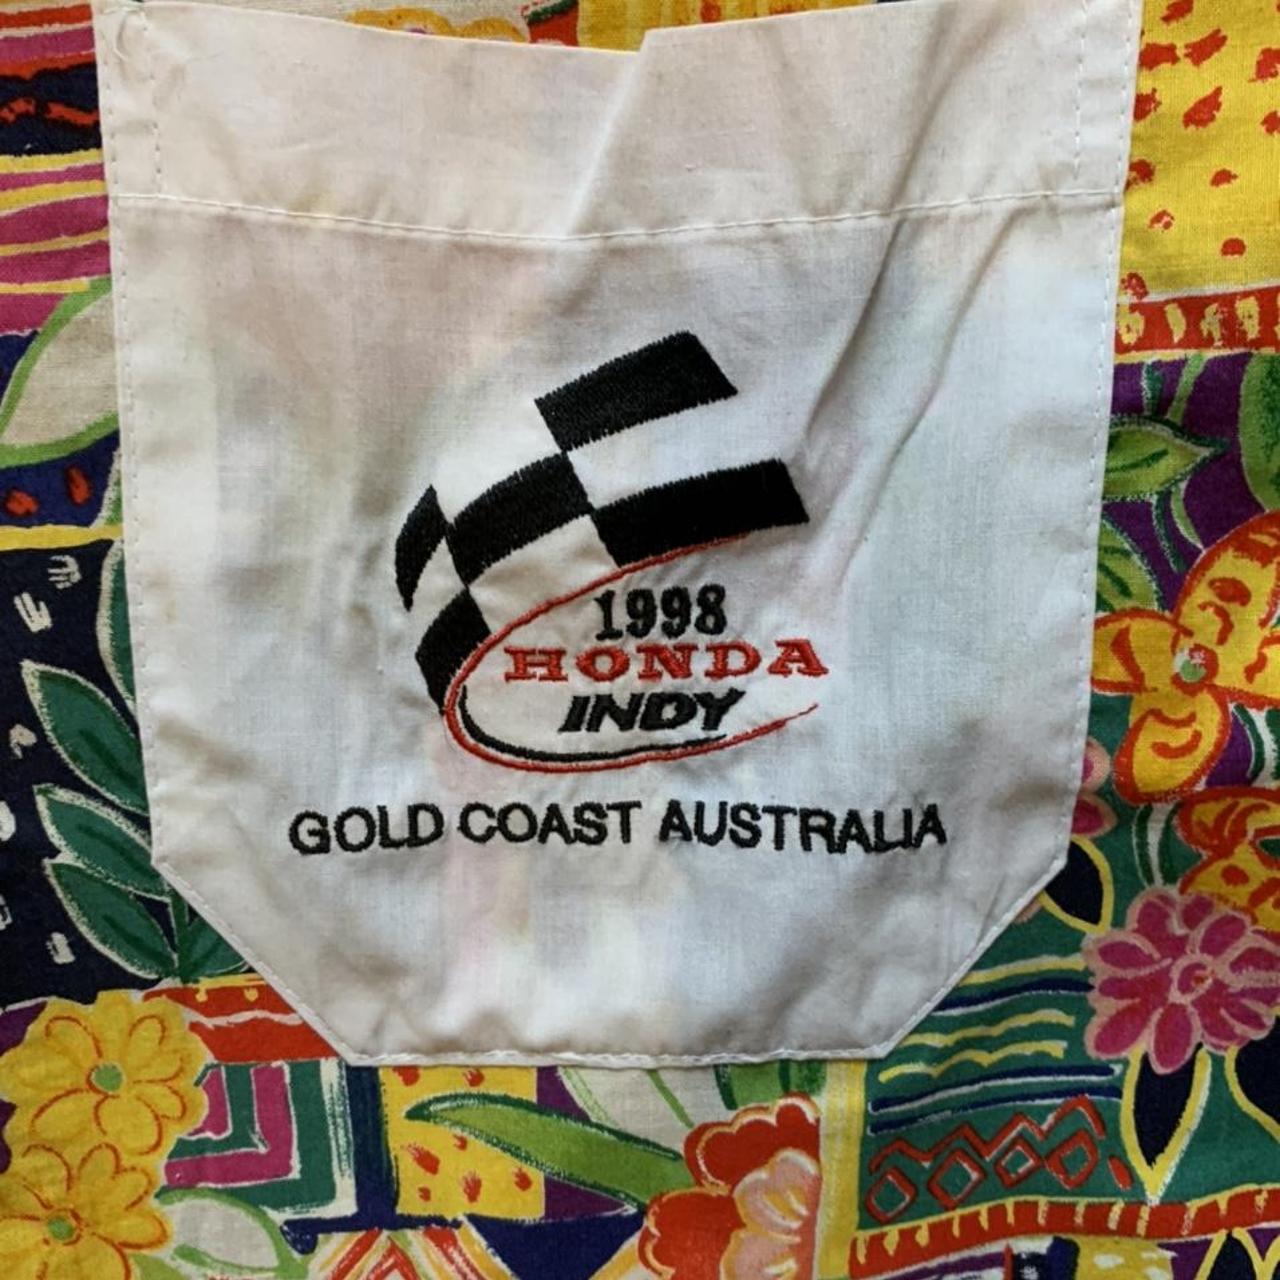 1998
HONDA
INDY
GOLD COAST AUSTRALIA